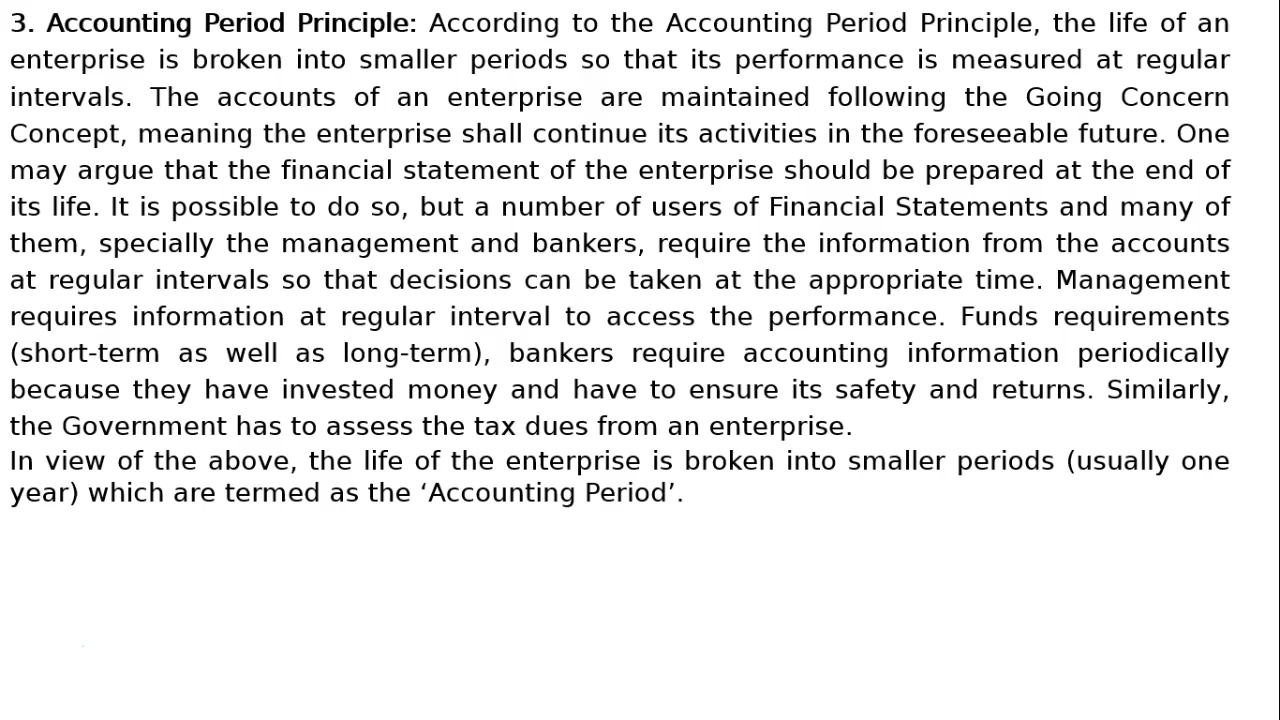 3. Accounting Period Principle: According to the Accounting Period Principle, the life of an
enterprise is broken into smaller periods so that its performance is measured at regular
intervals. The accounts of an enterprise are maintained following the Going Concern
Concept, meaning the enterprise shall continue its activities in the foreseeable future. One
may argue that the financial statement of the enterprise should be prepared at the end of
its life. It is possible to do so, but a number of users of Financial Statements and many of
them, specially the management and bankers, require the information from the accounts
at regular intervals so that decisions can be taken at the appropriate time. Management
requires information at regular interval to access the performance. Funds requirements
(short-term as well as long-term), bankers require accounting information periodically
because they have invested money and have to ensure its safety and returns. Similarly,
the Government has to assess the tax dues from an enterprise.
In view of the above, the life of the enterprise is broken into smaller periods (usually one
year) which are termed as the ‘Accounting Period’.